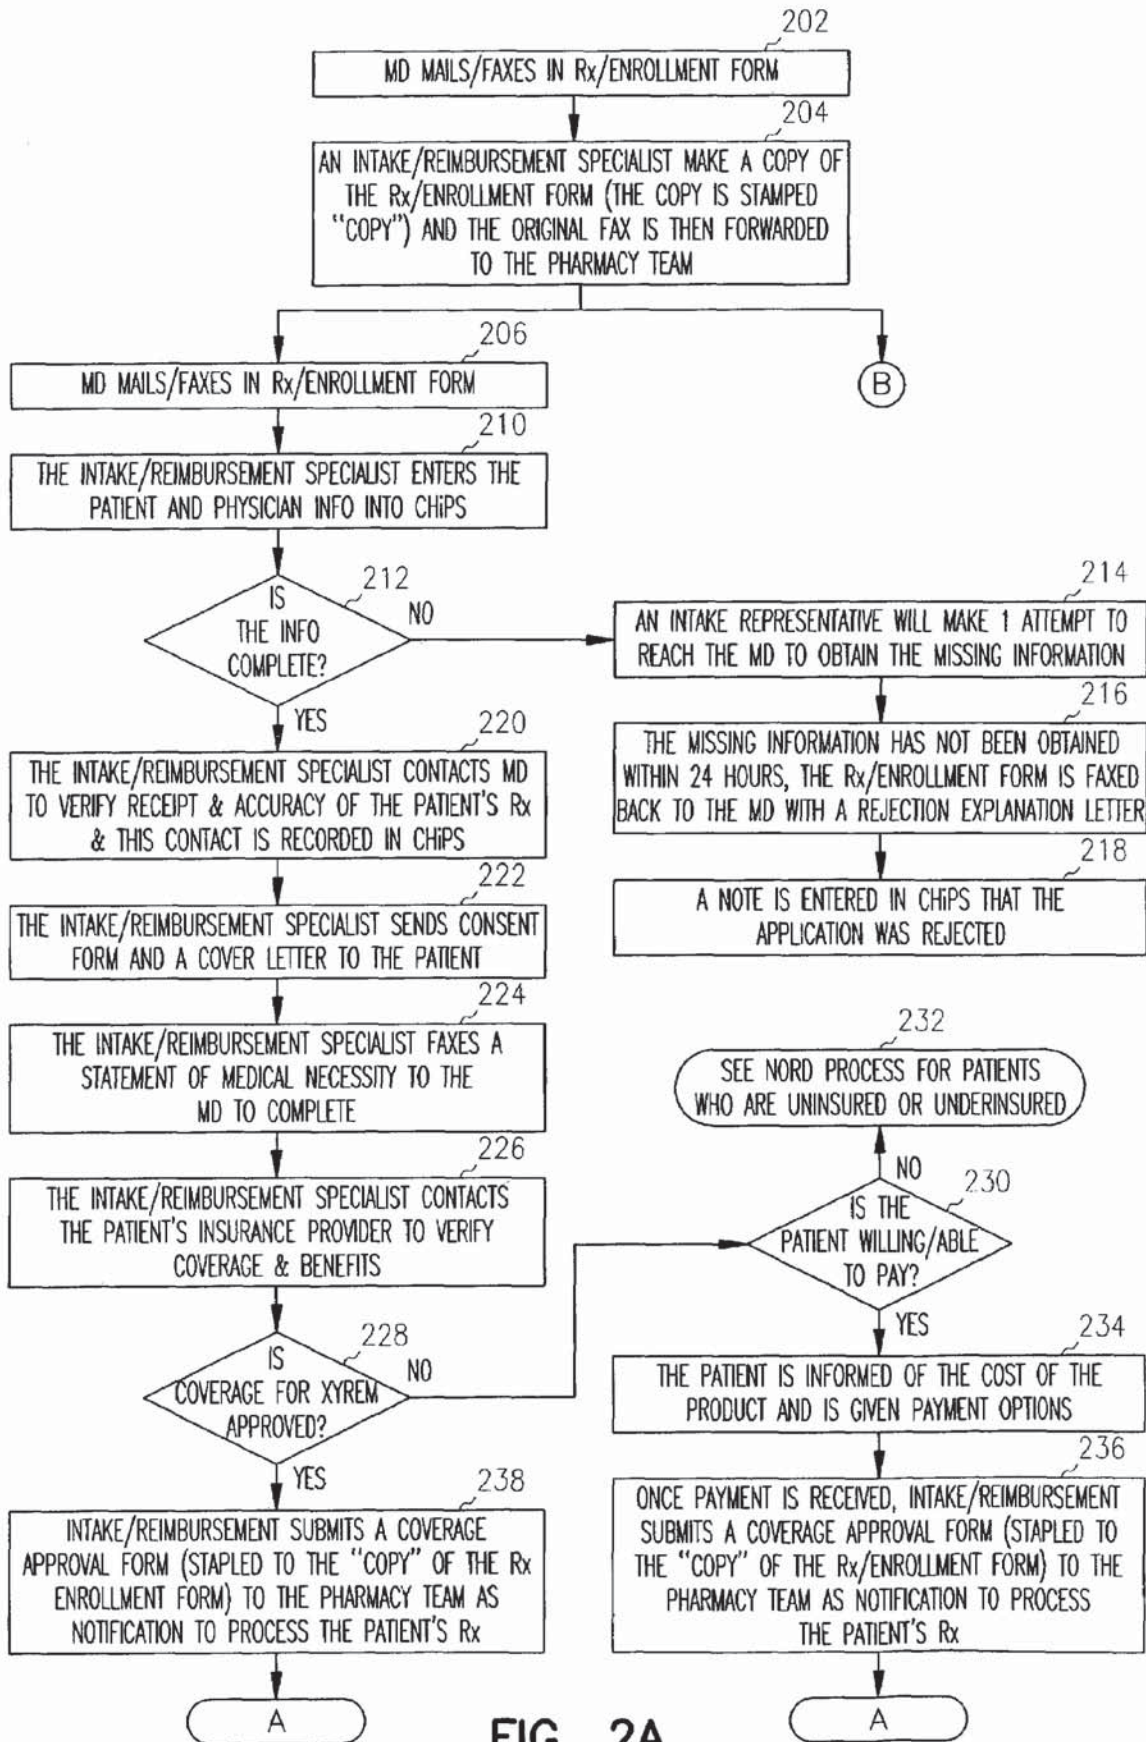 202
MD MAILS/FAXES IN Rx/ENROLLMENT FORM
204
AN INTAKE/REIMBURSEMENT SPECIALIST MAKE A COPY OF
THE Rx/ENROLLMENT FORM (THE COPY IS STAMPED
"COPY") AND THE ORIGINAL FAX IS THEN FORWARDED
TO THE PHARMACY TEAM
206
MD MAILS/FAXES IN Rx/ENROLLMENT FORM
B
210
THE INTAKE/REIMBURSEMENT SPECIALIST ENTERS THE
PATIENT AND PHYSICIAN INFO INTO CHiPS
212
IS
THE INFO
COMPLETE?
NO
YES
214
AN INTAKE REPRESENTATIVE WILL MAKE 1 ATTEMPT TO
REACH THE MD TO OBTAIN THE MISSING INFORMATION
216
THE MISSING INFORMATION HAS NOT BEEN OBTAINED
WITHIN 24 HOURS, THE Rx/ENROLLMENT FORM IS FAXED
BACK TO THE MD WITH A REJECTION EXPLANATION LETTER
218
A NOTE IS ENTERED IN CHiPS THAT THE
APPLICATION WAS REJECTED
220
THE INTAKE/REIMBURSEMENT SPECIALIST CONTACTS MD
TO VERIFY RECEIPT & ACCURACY OF THE PATIENT'S Rx
& THIS CONTACT IS RECORDED IN CHiPS
222
THE INTAKE/REIMBURSEMENT SPECIALIST SENDS CONSENT
FORM AND A COVER LETTER TO THE PATIENT
224
THE INTAKE/REIMBURSEMENT SPECIALIST FAXES A
STATEMENT OF MEDICAL NECESSITY TO THE
MD TO COMPLETE
226
THE INTAKE/REIMBURSEMENT SPECIALIST CONTACTS
THE PATIENT'S INSURANCE PROVIDER TO VERIFY
COVERAGE & BENEFITS
228
IS
COVERAGE FOR XYREM
APPROVED?
NO
YES
232
SEE NORD PROCESS FOR PATIENTS
WHO ARE UNINSURED OR UNDERINSURED
NO
230
IS THE
PATIENT WILLING/ABLE
TO PAY?
YES
234
THE PATIENT IS INFORMED OF THE COST OF THE
PRODUCT AND IS GIVEN PAYMENT OPTIONS
236
ONCE PAYMENT IS RECEIVED, INTAKE/REIMBURSEMENT
SUBMITS A COVERAGE APPROVAL FORM (STAPLED TO
THE "COPY" OF THE Rx/ENROLLMENT FORM) TO THE
PHARMACY TEAM AS NOTIFICATION TO PROCESS
THE PATIENT'S Rx
A
238
INTAKE/REIMBURSEMENT SUBMITS A COVERAGE
APPROVAL FORM (STAPLED TO THE "COPY" OF THE Rx
ENROLLMENT FORM) TO THE PHARMACY TEAM AS
NOTIFICATION TO PROCESS THE PATIENT'S Rx
A
FIG. 2A